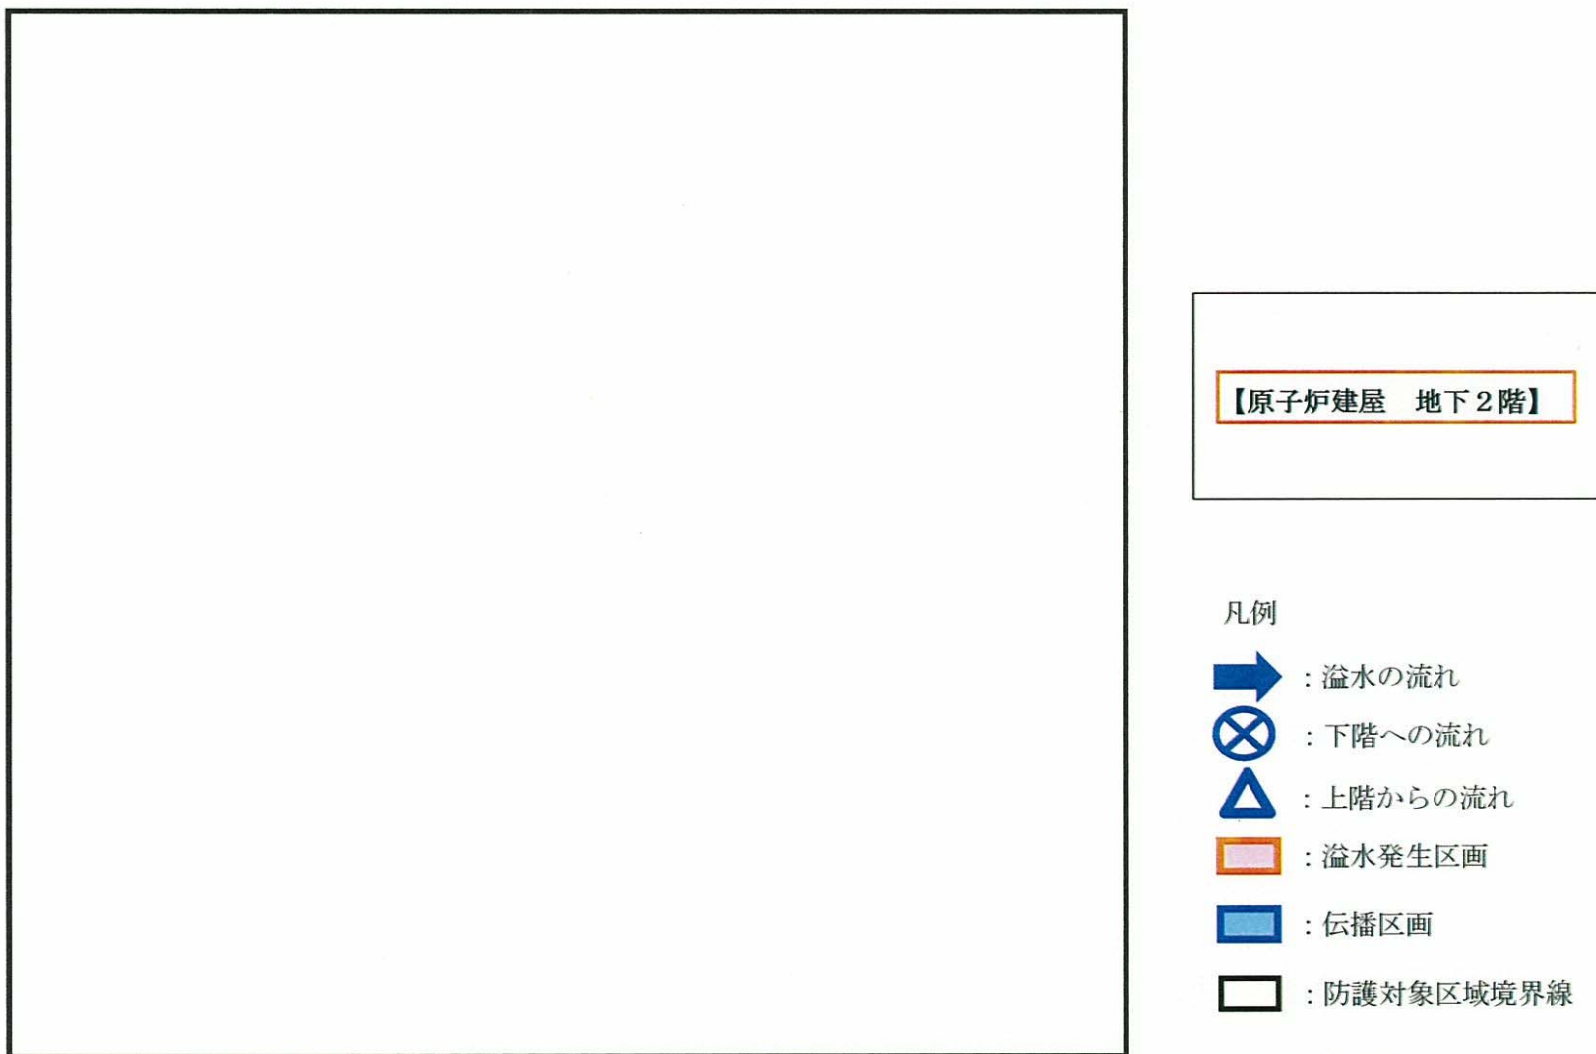 【原子炉建屋　地下２階】
凡例
：溢水の流れ
：下階への流れ
：上階からの流れ
：溢水発生区画
：伝播区画
：防護対象区域境界線